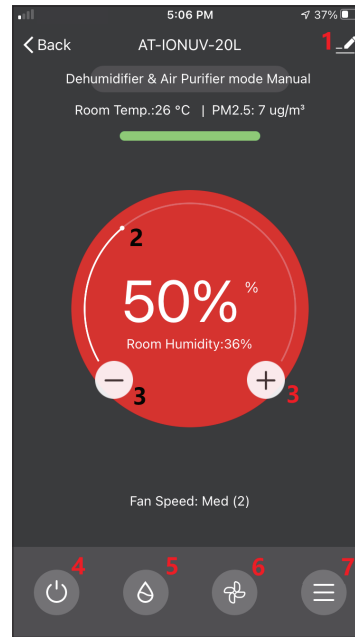 5:06 PM
37%
Back
AT-IONUV-20L
1
Dehumidifier & Air Purifier mode Manual
Room Temp.:26 °C | PM2.5: 7 ug/m³
2
50% %
Room Humidity:36%
3
3
Fan Speed: Med (2)
4 5 6 7